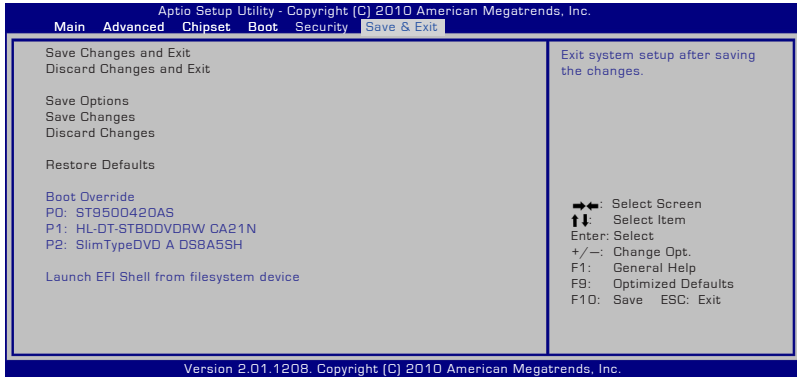 Aptio Setup Utility - Copyright (C) 2010 American Megatrends, Inc.
Main Advanced Chipset Boot Security Save & Exit
Save Changes and Exit
Discard Changes and Exit
Save Options
Save Changes
Discard Changes
Restore Defaults
Boot Override
P0: ST9500420AS
P1: HL-DT-STBDDVDRW CA21N
P2: SlimTypeDVD A DS8A5SH
Launch EFI Shell from filesystem device
Exit system setup after saving
the changes.
→←: Select Screen
↑↓: Select Item
Enter: Select
+/—: Change Opt.
F1: General Help
F9: Optimized Defaults
F10: Save ESC: Exit
Version 2.01.1208. Copyright (C) 2010 American Megatrends, Inc.